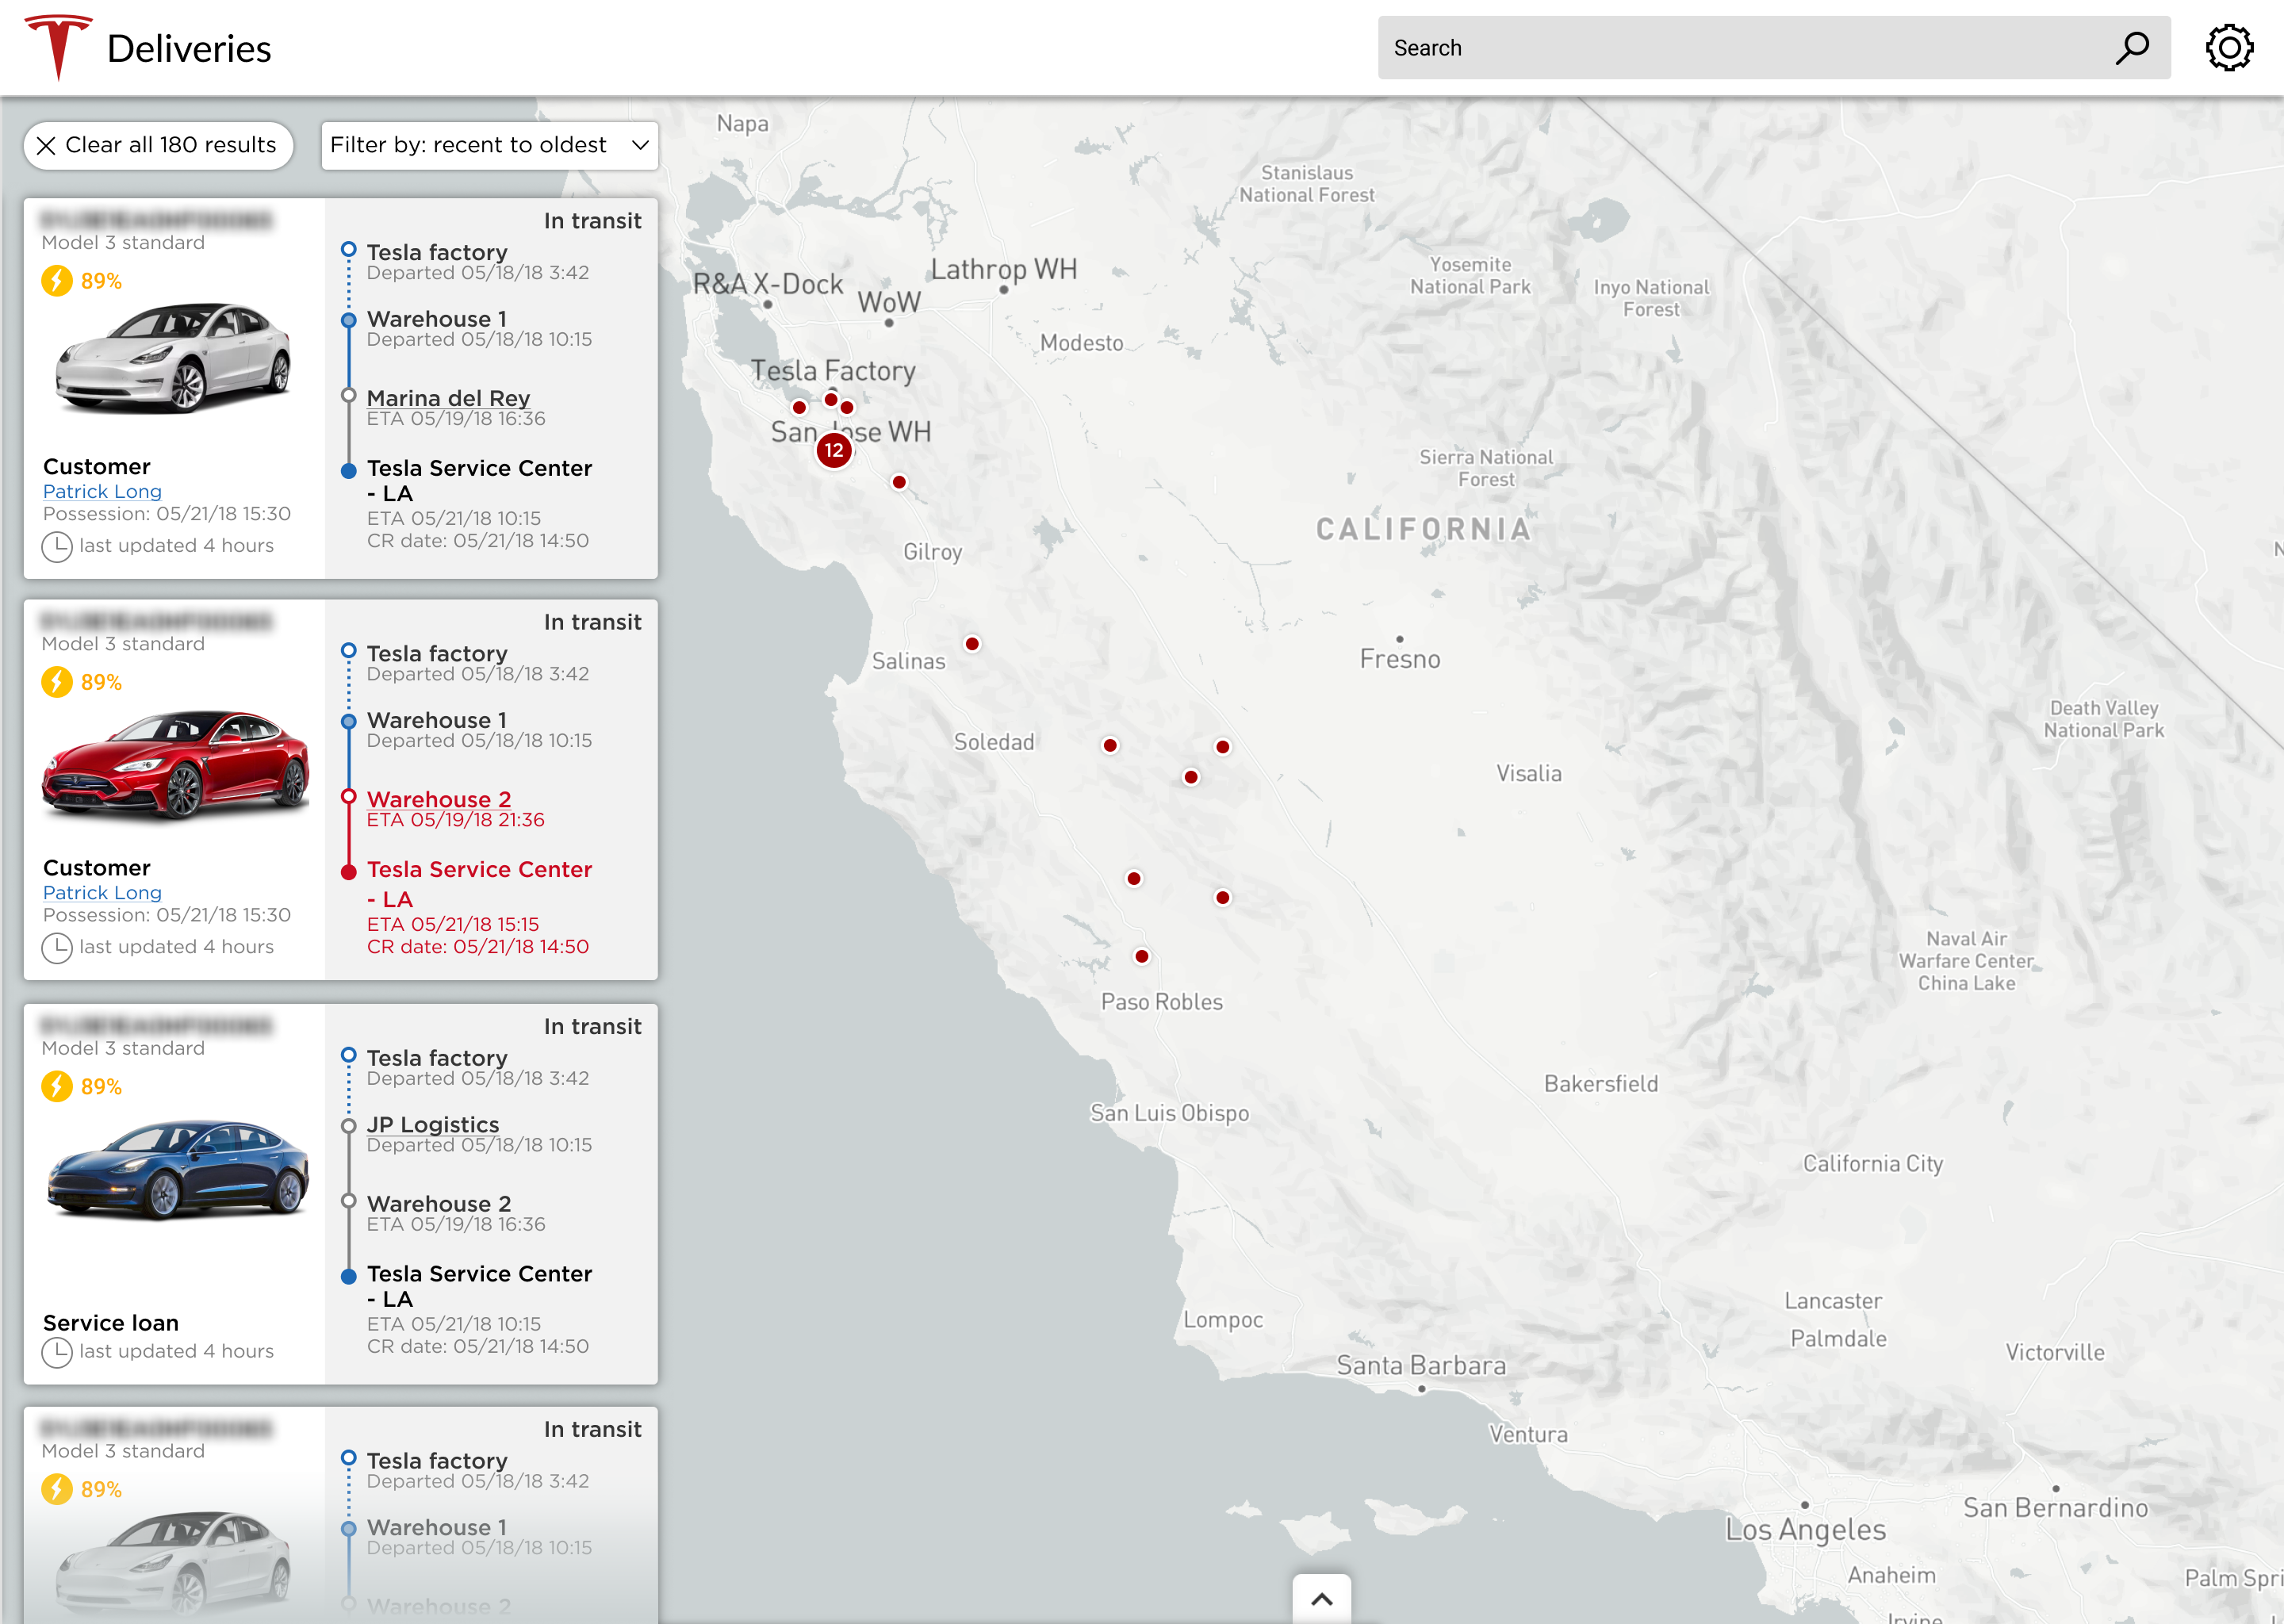 Deliveries
Search
Clear all 180 results
Filter by: recent to oldest
Model 3 standard
89%
Customer
Patrick Long
Possession: 05/21/18 15:30
last updated 4 hours
In transit
Tesla factory
Departed 05/18/18 3:42
Warehouse 1
Departed 05/18/18 10:15
Marina del Rey
ETA 05/19/18 16:36
Tesla Service Center
- LA
ETA 05/21/18 10:15
CR date: 05/21/18 14:50
Model 3 standard
89%
Customer
Patrick Long
Possession: 05/21/18 15:30
last updated 4 hours
In transit
Tesla factory
Departed 05/18/18 3:42
Warehouse 1
Departed 05/18/18 10:15
Warehouse 2
ETA 05/19/18 21:36
Tesla Service Center
- LA
ETA 05/21/18 15:15
CR date: 05/21/18 14:50
Model 3 standard
89%
Service loan
last updated 4 hours
In transit
Tesla factory
Departed 05/18/18 3:42
JP Logistics
Departed 05/18/18 10:15
Warehouse 2
ETA 05/19/18 16:36
Tesla Service Center
- LA
ETA 05/21/18 10:15
CR date: 05/21/18 14:50
Model 3 standard
89%
In transit
Tesla factory
Departed 05/18/18 3:42
Warehouse 1
Departed 05/18/18 10:15
Warehouse 2
Napa
Stanislaus
National Forest
R&A X-Dock
Lathrop WH
WoW
Yosemite
National Park
Inyo National
Forest
Modesto
Tesla Factory
San Jose WH
12
Sierra National
Forest
CALIFORNIA
Gilroy
Salinas
Fresno
Soledad
Death Valley
National Park
Visalia
Naval Air
Warfare Center
China Lake
Paso Robles
Bakersfield
San Luis Obispo
California City
Lancaster
Palmdale
Lompoc
Victorville
Santa Barbara
Ventura
San Bernardino
Los Angeles
Anaheim
Palm Spri
Irvine